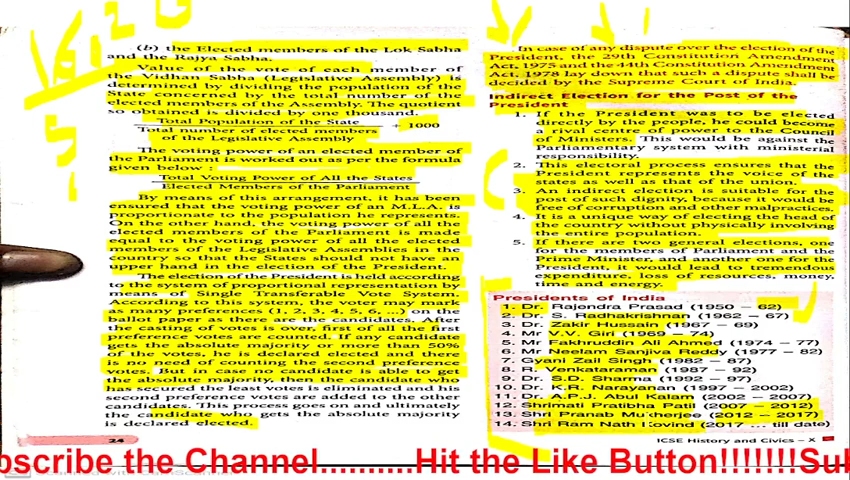 (b) the Elected members of the Lok Sabha
and the Rajya Sabha.
Value of the vote of each member of
the Vidhan Sabha (Legislative Assembly) is
determined by dividing the population of the
State concerned by the total number of the
elected members of the Assembly. The quotient
so obtained is divided by one thousand.
Total Population of the State
Total number of elected members ÷ 1000
of the Legislative Assembly
The voting power of an elected member of
the Parliament is worked out as per the formula
given below :
Total Voting Power of All the States
Elected Members of the Parliament
By means of this arrangement, it has been
ensured that the voting power of an M.L.A. is
proportionate to the population he represents.
On the other hand, the voting power of all the
elected members of the Parliament is made
equal to the voting power of all the elected
members of the Legislative Assemblies in the
country so that the States should not have an
upper hand in the election of the President.
The election of the President is held according
to the system of proportional representation by
means of Single Transferable Vote System.
According to this system, the voter may mark
as many preferences (1, 2, 3, 4, 5, 6, ...) on the
ballot paper as there are the candidates. After
the casting of votes is over, first of all the first
preference votes are counted. If any candidate
gets the absolute majority or more than 50%
of the votes, he is declared elected and there
is no need of counting the second preference
votes. But in case no candidate is able to get
the absolute majority, then the candidate who
has secured the least votes is eliminated and his
second preference votes are added to the other
candidates. This process goes on and ultimately
the candidate who gets the absolute majority
is declared elected.
24
In case of any dispute over the election of the
President, the 29th Constitution Amendment
Act, 1975 and the 44th Constitution Amendment
Act, 1978 lay down that such a dispute shall be
decided by the Supreme Court of India.
Indirect Election for the Post of the
President
1. If the President was to be elected
directly by the people, he could become
a rival centre of power to the Council
of Ministers. This would be against the
Parliamentary system with ministerial
responsibility.
2. This electoral process ensures that the
President represents the voice of the
states as well as that of the union.
3. An indirect election is suitable for the
post of such dignity, because it would be
free of corruption and other malpractices.
4. It is a unique way of electing the head of
the country without physically involving
the entire population.
5. If there are two general elections, one
for the members of Parliament and the
Prime Minister, and another one for the
President, it would lead to tremendous
expenditure, loss of resources, money,
time and energy.
Presidents of India
1. Dr. Rajendra Prasad (1950 – 62)
2. Dr. S. Radhakrishnan (1962 – 67)
3. Dr. Zakir Hussain (1967 – 69)
4. Mr V.V. Giri (1969 – 74)
5. Mr Fakhruddin Ali Ahmed (1974 – 77)
6. Mr Neelam Sanjiva Reddy (1977 – 82)
7. Gyani Zail Singh (1982 – 87)
8. R. Venkataraman (1987 – 92)
9. Dr. S.D. Sharma (1992 – 97)
10. Dr. K.R. Narayanan (1997 – 2002)
11. Dr. A.P.J. Abul Kalam (2002 – 2007)
12. Shrimati Pratibha Patil (2007 – 2012)
13. Shri Pranab Mukherjee (2012 – 2017)
14. Shri Ram Nath Kovind (2017 ... till date)
ICSE History and Civics – X
bscribe the Channel..........Hit the Like Button!!!!!!!Sub